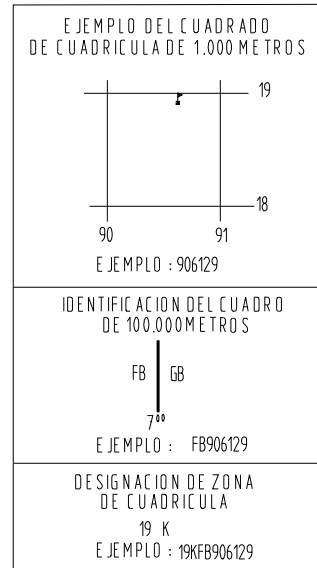 EJEMPLO DEL CUADRADO
DE CUADRICULA DE 1.000 METROS
19
18
90 91
EJEMPLO : 906129
IDENTIFICACION DEL CUADRO
DE 100.000METROS
FB GB
7⁰⁰
EJEMPLO : FB906129
DESIGNACION DE ZONA
DE CUADRICULA
19 K
EJEMPLO : 19KFB906129